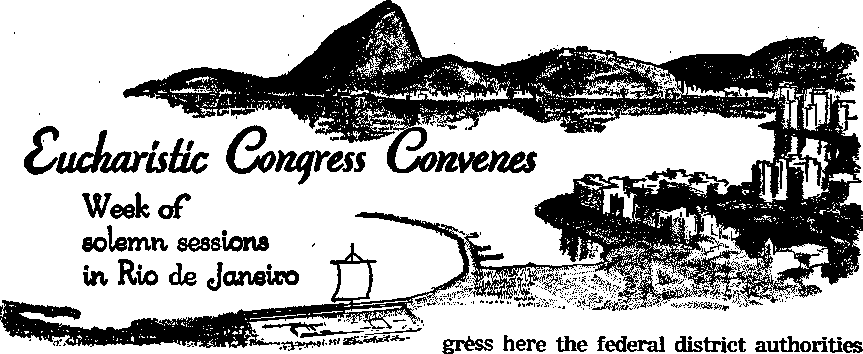 Eucharistic Congress Convenes
Week of
solemn sessions
in Rio de Janeiro
gress here the federal district authorities